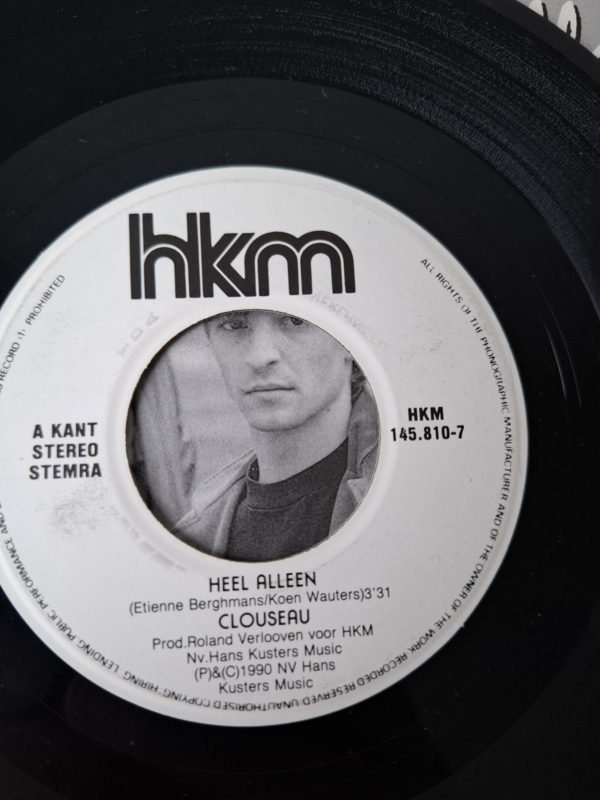 hkm
A KANT
STEREO
STEMRA
HKM
145.810-7
HEEL ALLEEN
(Etienne Berghmans/Koen Wauters)3'31
CLOUSEAU
Prod.Roland Verlooven voor HKM
Nv.Hans Kusters Music
(P)&(C)1990 NV Hans
Kusters Music
ALL RIGHTS OF THE PHONOGRAPHIC MANUFACTURER AND OF THE OWNER OF THE WORK RECORDED RESERVED UNAUTHORISED COPYING, HIRING, LENDING, PUBLIC PERFORMANCE AND RECORD (1) PROHIBITED